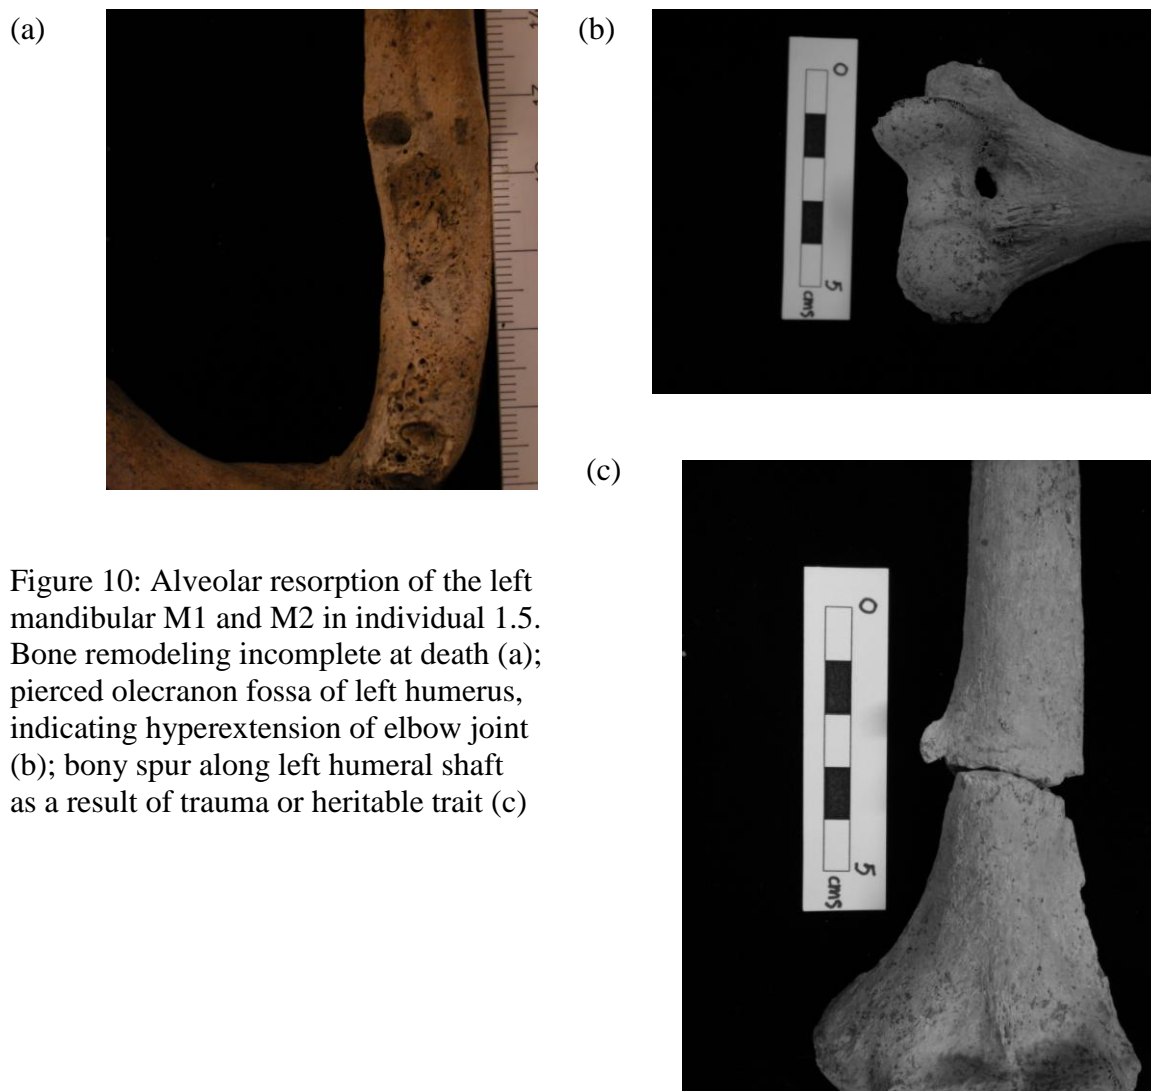 (a)
(b)
0
5
cms
(c)
0
5
cms
Figure 10: Alveolar resorption of the left
mandibular M1 and M2 in individual 1.5.
Bone remodeling incomplete at death (a);
pierced olecranon fossa of left humerus,
indicating hyperextension of elbow joint
(b); bony spur along left humeral shaft
as a result of trauma or heritable trait (c)